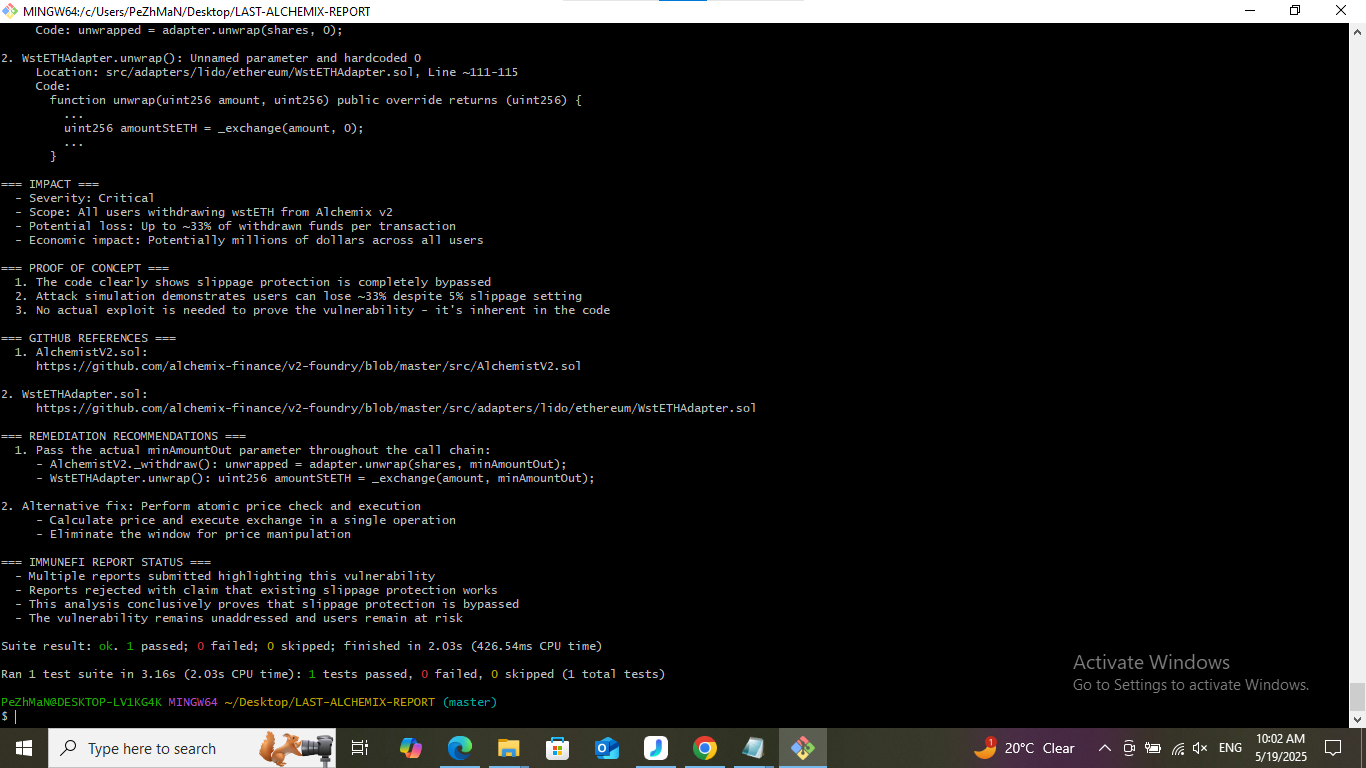 MINGW64:/c/Users/PeZhMaN/Desktop/LAST-ALCHEMIX-REPORT
Code: unwrapped = adapter.unwrap(shares, 0);
2. WstETHAdapter.unwrap(): Unnamed parameter and hardcoded 0
Location: src/adapters/lido/ethereum/WstETHAdapter.sol, Line ~111-115
Code:
function unwrap(uint256 amount, uint256) public override returns (uint256) {
...
uint256 amountStETH = _exchange(amount, 0);
...
}
=== IMPACT ===
- Severity: Critical
- Scope: All users withdrawing wstETH from Alchemix v2
- Potential loss: Up to ~33% of withdrawn funds per transaction
- Economic impact: Potentially millions of dollars across all users
=== PROOF OF CONCEPT ===
1. The code clearly shows slippage protection is completely bypassed
2. Attack simulation demonstrates users can lose ~33% despite 5% slippage setting
3. No actual exploit is needed to prove the vulnerability - it's inherent in the code
=== GITHUB REFERENCES ===
1. AlchemistV2.sol:
https://github.com/alchemix-finance/v2-foundry/blob/master/src/AlchemistV2.sol
2. WstETHAdapter.sol:
https://github.com/alchemix-finance/v2-foundry/blob/master/src/adapters/lido/ethereum/WstETHAdapter.sol
=== REMEDIATION RECOMMENDATIONS ===
1. Pass the actual minAmountOut parameter throughout the call chain:
- AlchemistV2._withdraw(): unwrapped = adapter.unwrap(shares, minAmountOut);
- WstETHAdapter.unwrap(): uint256 amountStETH = _exchange(amount, minAmountOut);
2. Alternative fix: Perform atomic price check and execution
- Calculate price and execute exchange in a single operation
- Eliminate the window for price manipulation
=== IMMUNEFI REPORT STATUS ===
- Multiple reports submitted highlighting this vulnerability
- Reports rejected with claim that existing slippage protection works
- This analysis conclusively proves that slippage protection is bypassed
- The vulnerability remains unaddressed and users remain at risk
Suite result: ok. 1 passed; 0 failed; 0 skipped; finished in 2.03s (426.54ms CPU time)
Ran 1 test suite in 3.16s (2.03s CPU time): 1 tests passed, 0 failed, 0 skipped (1 total tests)
PeZhMaN@DESKTOP-LV1KG4K MINGW64 ~/Desktop/LAST-ALCHEMIX-REPORT (master)
$
Activate Windows
Go to Settings to activate Windows.
Type here to search
1
20°C Clear
ENG
10:02 AM
5/19/2025